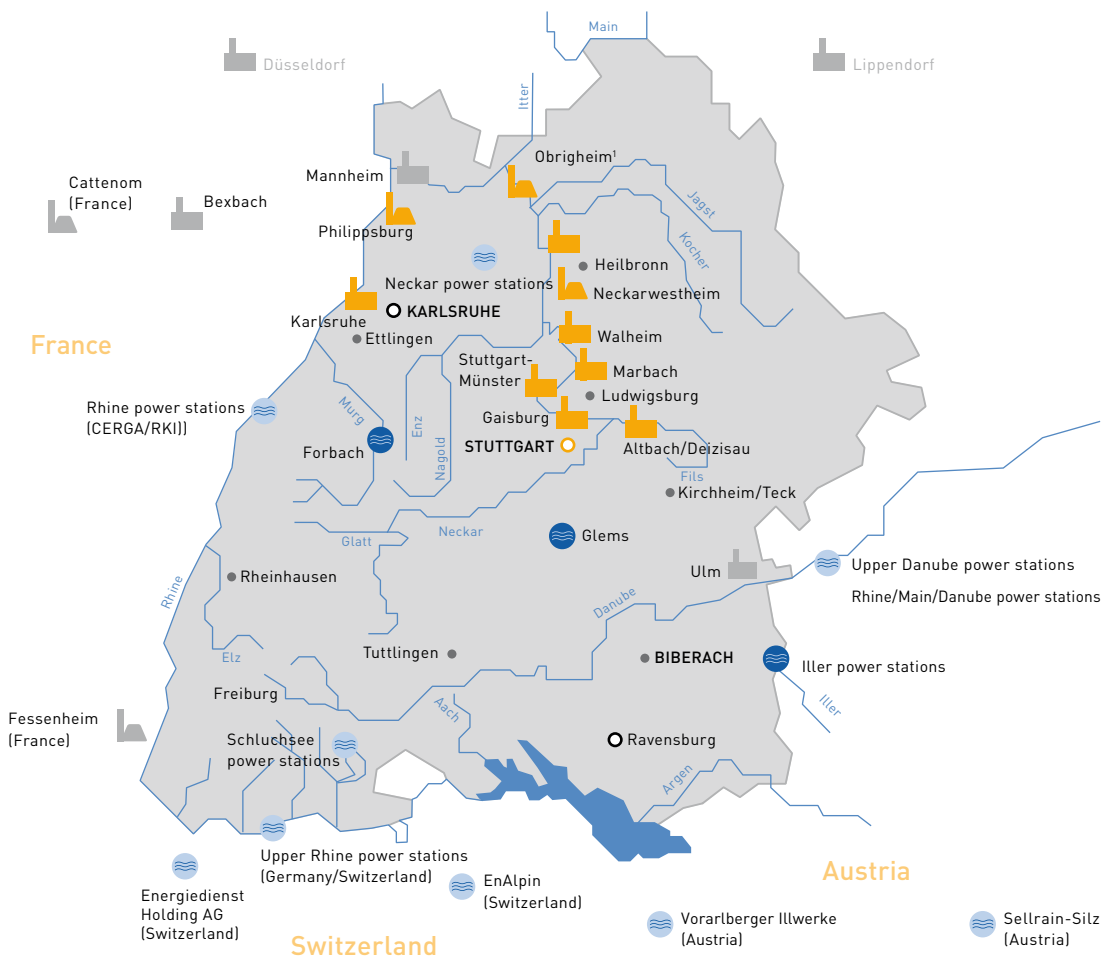 Main
Düsseldorf
Lippendorf
Itter
Obrigheim¹
Mannheim
Cattenom
(France)
Bexbach
Jagst
Philippsburg
Kocher
Heilbronn
Neckar power stations
Neckarwestheim
KARLSRUHE
Karlsruhe
Ettlingen
Walheim
France
Stuttgart-
Münster
Marbach
Ludwigsburg
Rhine power stations
(CERGA/RKI))
Murg
Enz
Gaisburg
Forbach
Nagold
STUTTGART
Altbach/Deizisau
Fils
Kirchheim/Teck
Glatt
Neckar
Glems
Ulm
Upper Danube power stations
Rhine/Main/Danube power stations
Rheinhausen
Rhine
Danube
Elz
Tuttlingen
BIBERACH
Iller power stations
Freiburg
Aach
Iller
Fessenheim
(France)
Schluchsee
power stations
Ravensburg
Argen
Upper Rhine power stations
(Germany/Switzerland)
Austria
Energiedienst
Holding AG
(Switzerland)
EnAlpin
(Switzerland)
Vorarlberger Illwerke
(Austria)
Sellrain-Silz
(Austria)
Switzerland